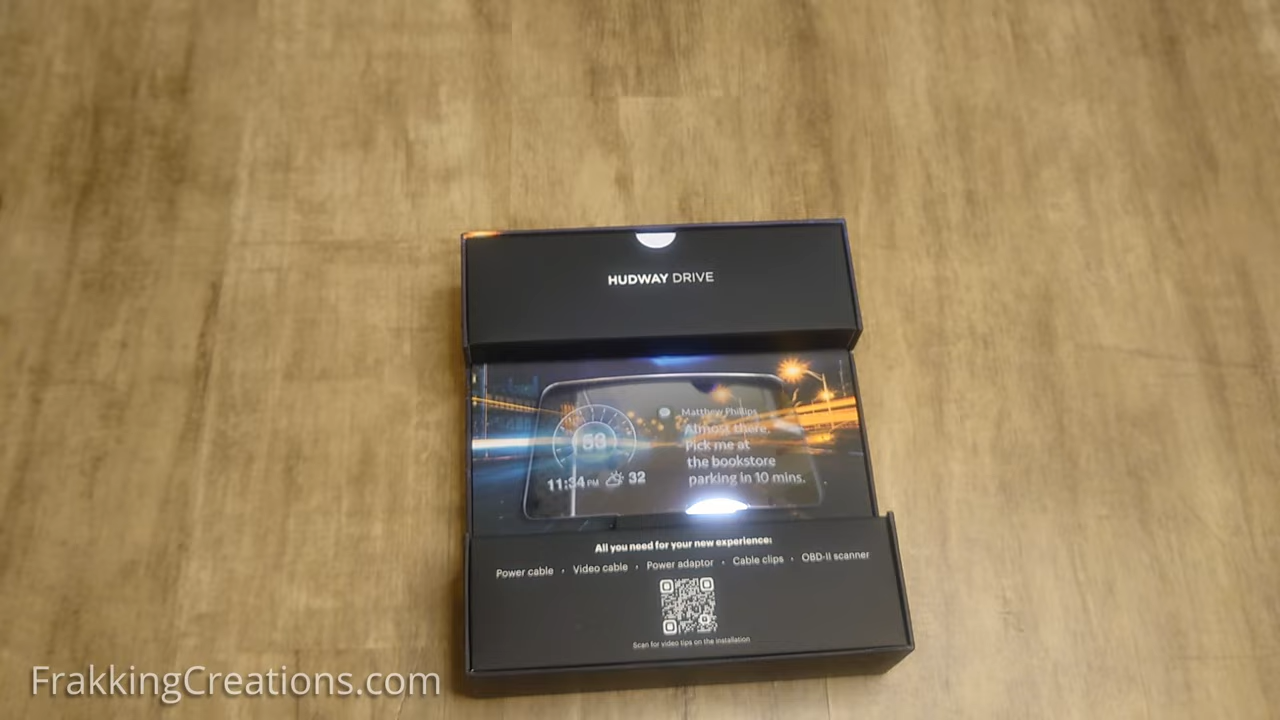 HUDWAY DRIVE
53
Matthew Phillips
Almost there.
Pick me at
the bookstore
parking in 10 mins.
11:34 PM 32
All you need for your new experience:
Power cable · Video cable · Power adaptor · Cable clips · OBD-II scanner
Scan for video tips on the installation
FrakkingCreations.com